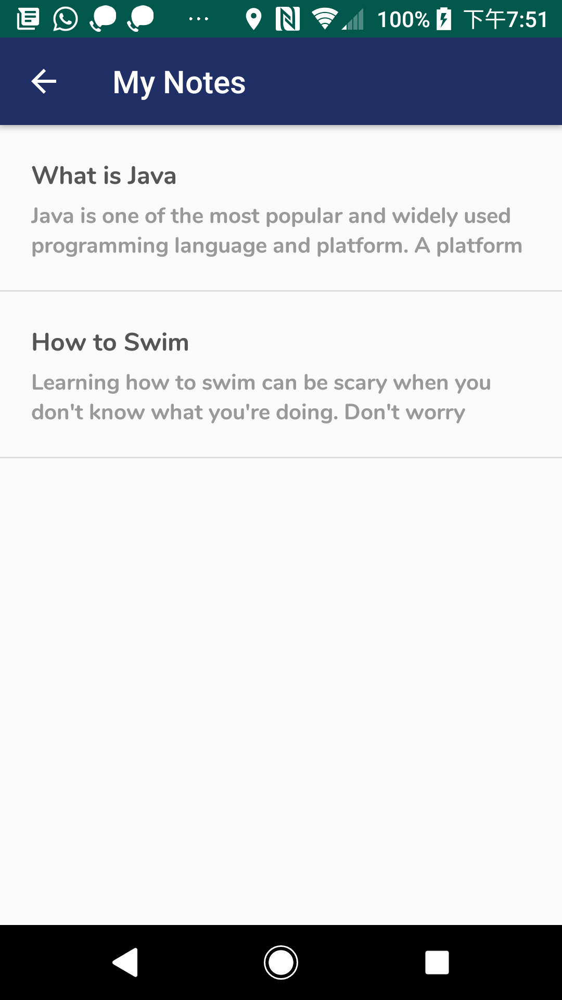 100% 下午7:51
My Notes
What is Java
Java is one of the most popular and widely used
programming language and platform. A platform
How to Swim
Learning how to swim can be scary when you
don't know what you're doing. Don't worry